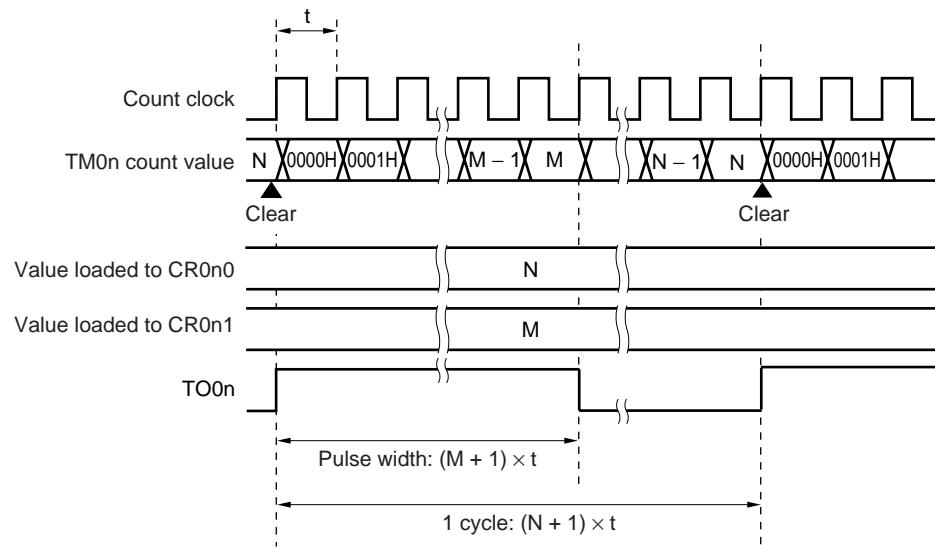 t
Count clock
TM0n count value N 0000H 0001H M – 1 M N – 1 N 0000H 0001H
Clear Clear
Value loaded to CR0n0 N
Value loaded to CR0n1 M
TO0n
Pulse width: (M + 1) × t
1 cycle: (N + 1) × t